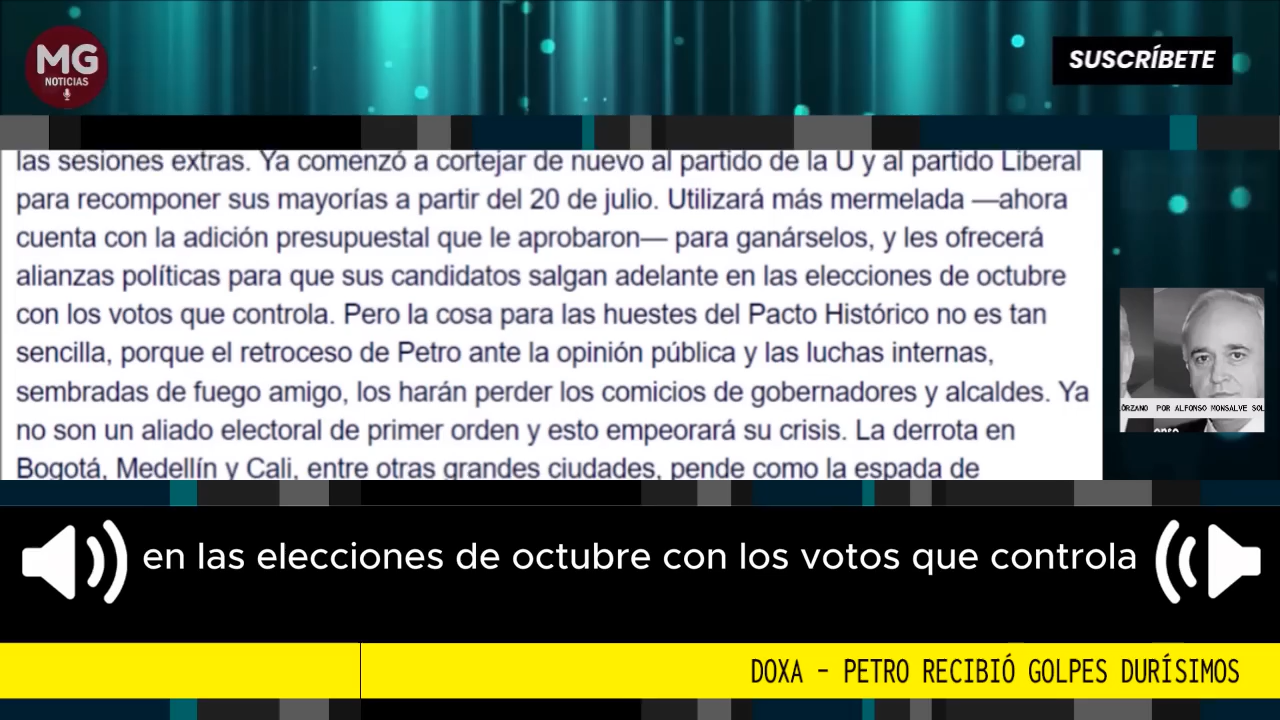 MG
NOTICIAS
SUSCRÍBETE
las sesiones extras. Ya comenzó a cortejar de nuevo al partido de la U y al partido Liberal
para recomponer sus mayorías a partir del 20 de julio. Utilizará más mermelada —ahora
cuenta con la adición presupuestal que le aprobaron— para ganárselos, y les ofrecerá
alianzas políticas para que sus candidatos salgan adelante en las elecciones de octubre
con los votos que controla. Pero la cosa para las huestes del Pacto Histórico no es tan
sencilla, porque el retroceso de Petro ante la opinión pública y las luchas internas,
sembradas de fuego amigo, los harán perder los comicios de gobernadores y alcaldes. Ya
no son un aliado electoral de primer orden y esto empeorará su crisis. La derrota en
Bogotá, Medellín y Cali, entre otras grandes ciudades, pende como la espada de
ÓRZANO POR ALFONSO MONSALVE SOL
en las elecciones de octubre con los votos que controla
DOXA - PETRO RECIBIÓ GOLPES DURÍSIMOS